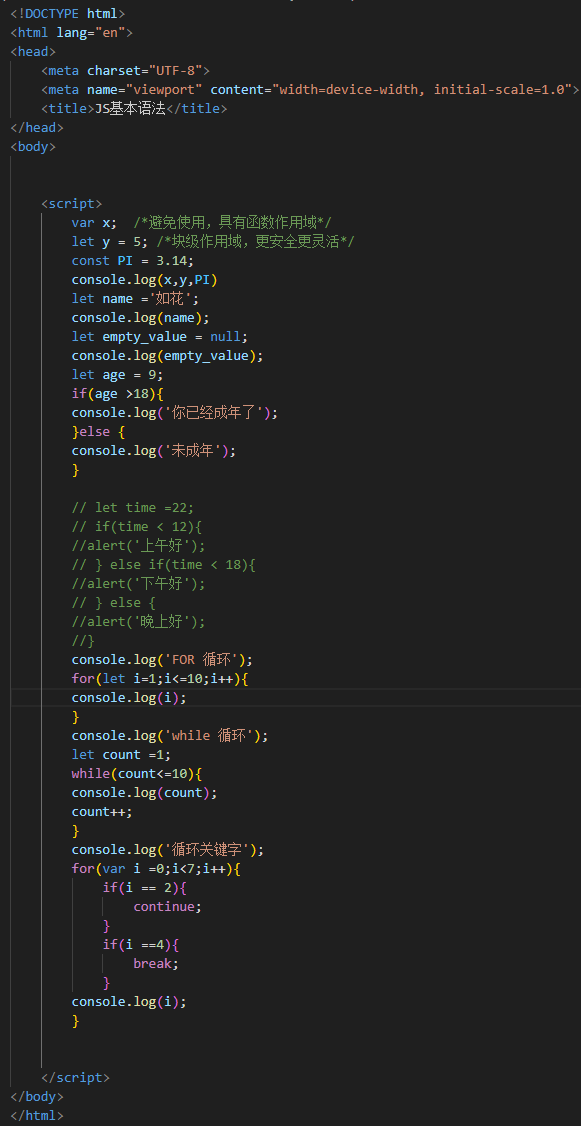 <!DOCTYPE html>
<html lang="en">
<head>
    <meta charset="UTF-8">
    <meta name="viewport" content="width=device-width, initial-scale=1.0">
    <title>JS基本语法</title>
</head>
<body>
    <script>
        var x;  /*避免使用，具有函数作用域*/
        let y = 5; /*块级作用域，更安全更灵活*/
        const PI = 3.14;
        console.log(x,y,PI)
        let name ='如花';
        console.log(name);
        let empty_value = null;
        console.log(empty_value);
        let age = 9;
        if(age >18){
        console.log('你已经成年了');
        }else {
        console.log('未成年');
        }
        // let time =22;
        // if(time < 12){
        //alert('上午好');
        // } else if(time < 18){
        //alert('下午好');
        // } else {
        //alert('晚上好');
        //}
        console.log('FOR 循环');
        for(let i=1;i<=10;i++){
        console.log(i);
        }
        console.log('while 循环');
        let count =1;
        while(count<=10){
        console.log(count);
        count++;
        }
        console.log('循环关键字');
        for(var i =0;i<7;i++){
            if(i == 2){
                continue;
            }
            if(i ==4){
                break;
            }
        console.log(i);
        }
    </script>
</body>
</html>